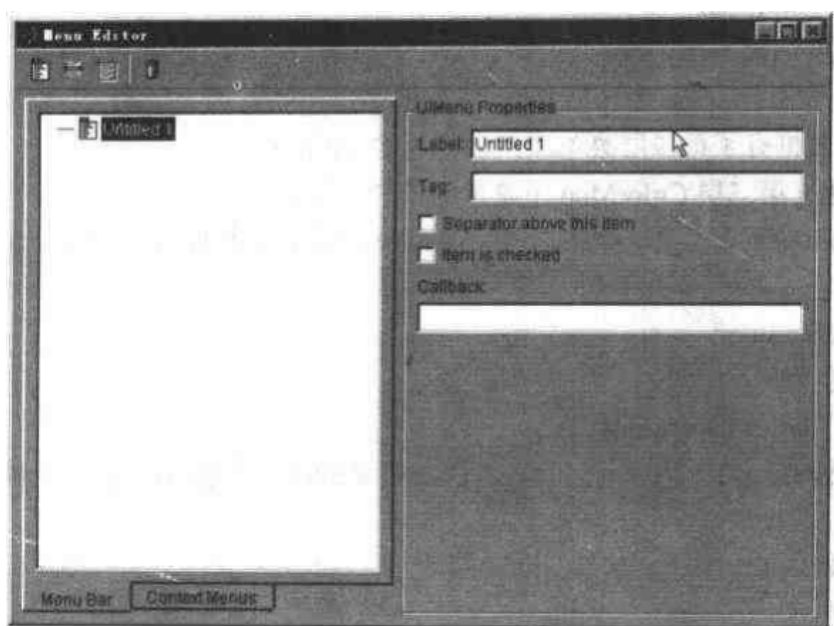 Menu Editor
Untitled 1
UIMenu Properties
Label: Untitled 1
Tag:
Separator above this item
Item is checked
Callback
Menu Bar
Context Menus